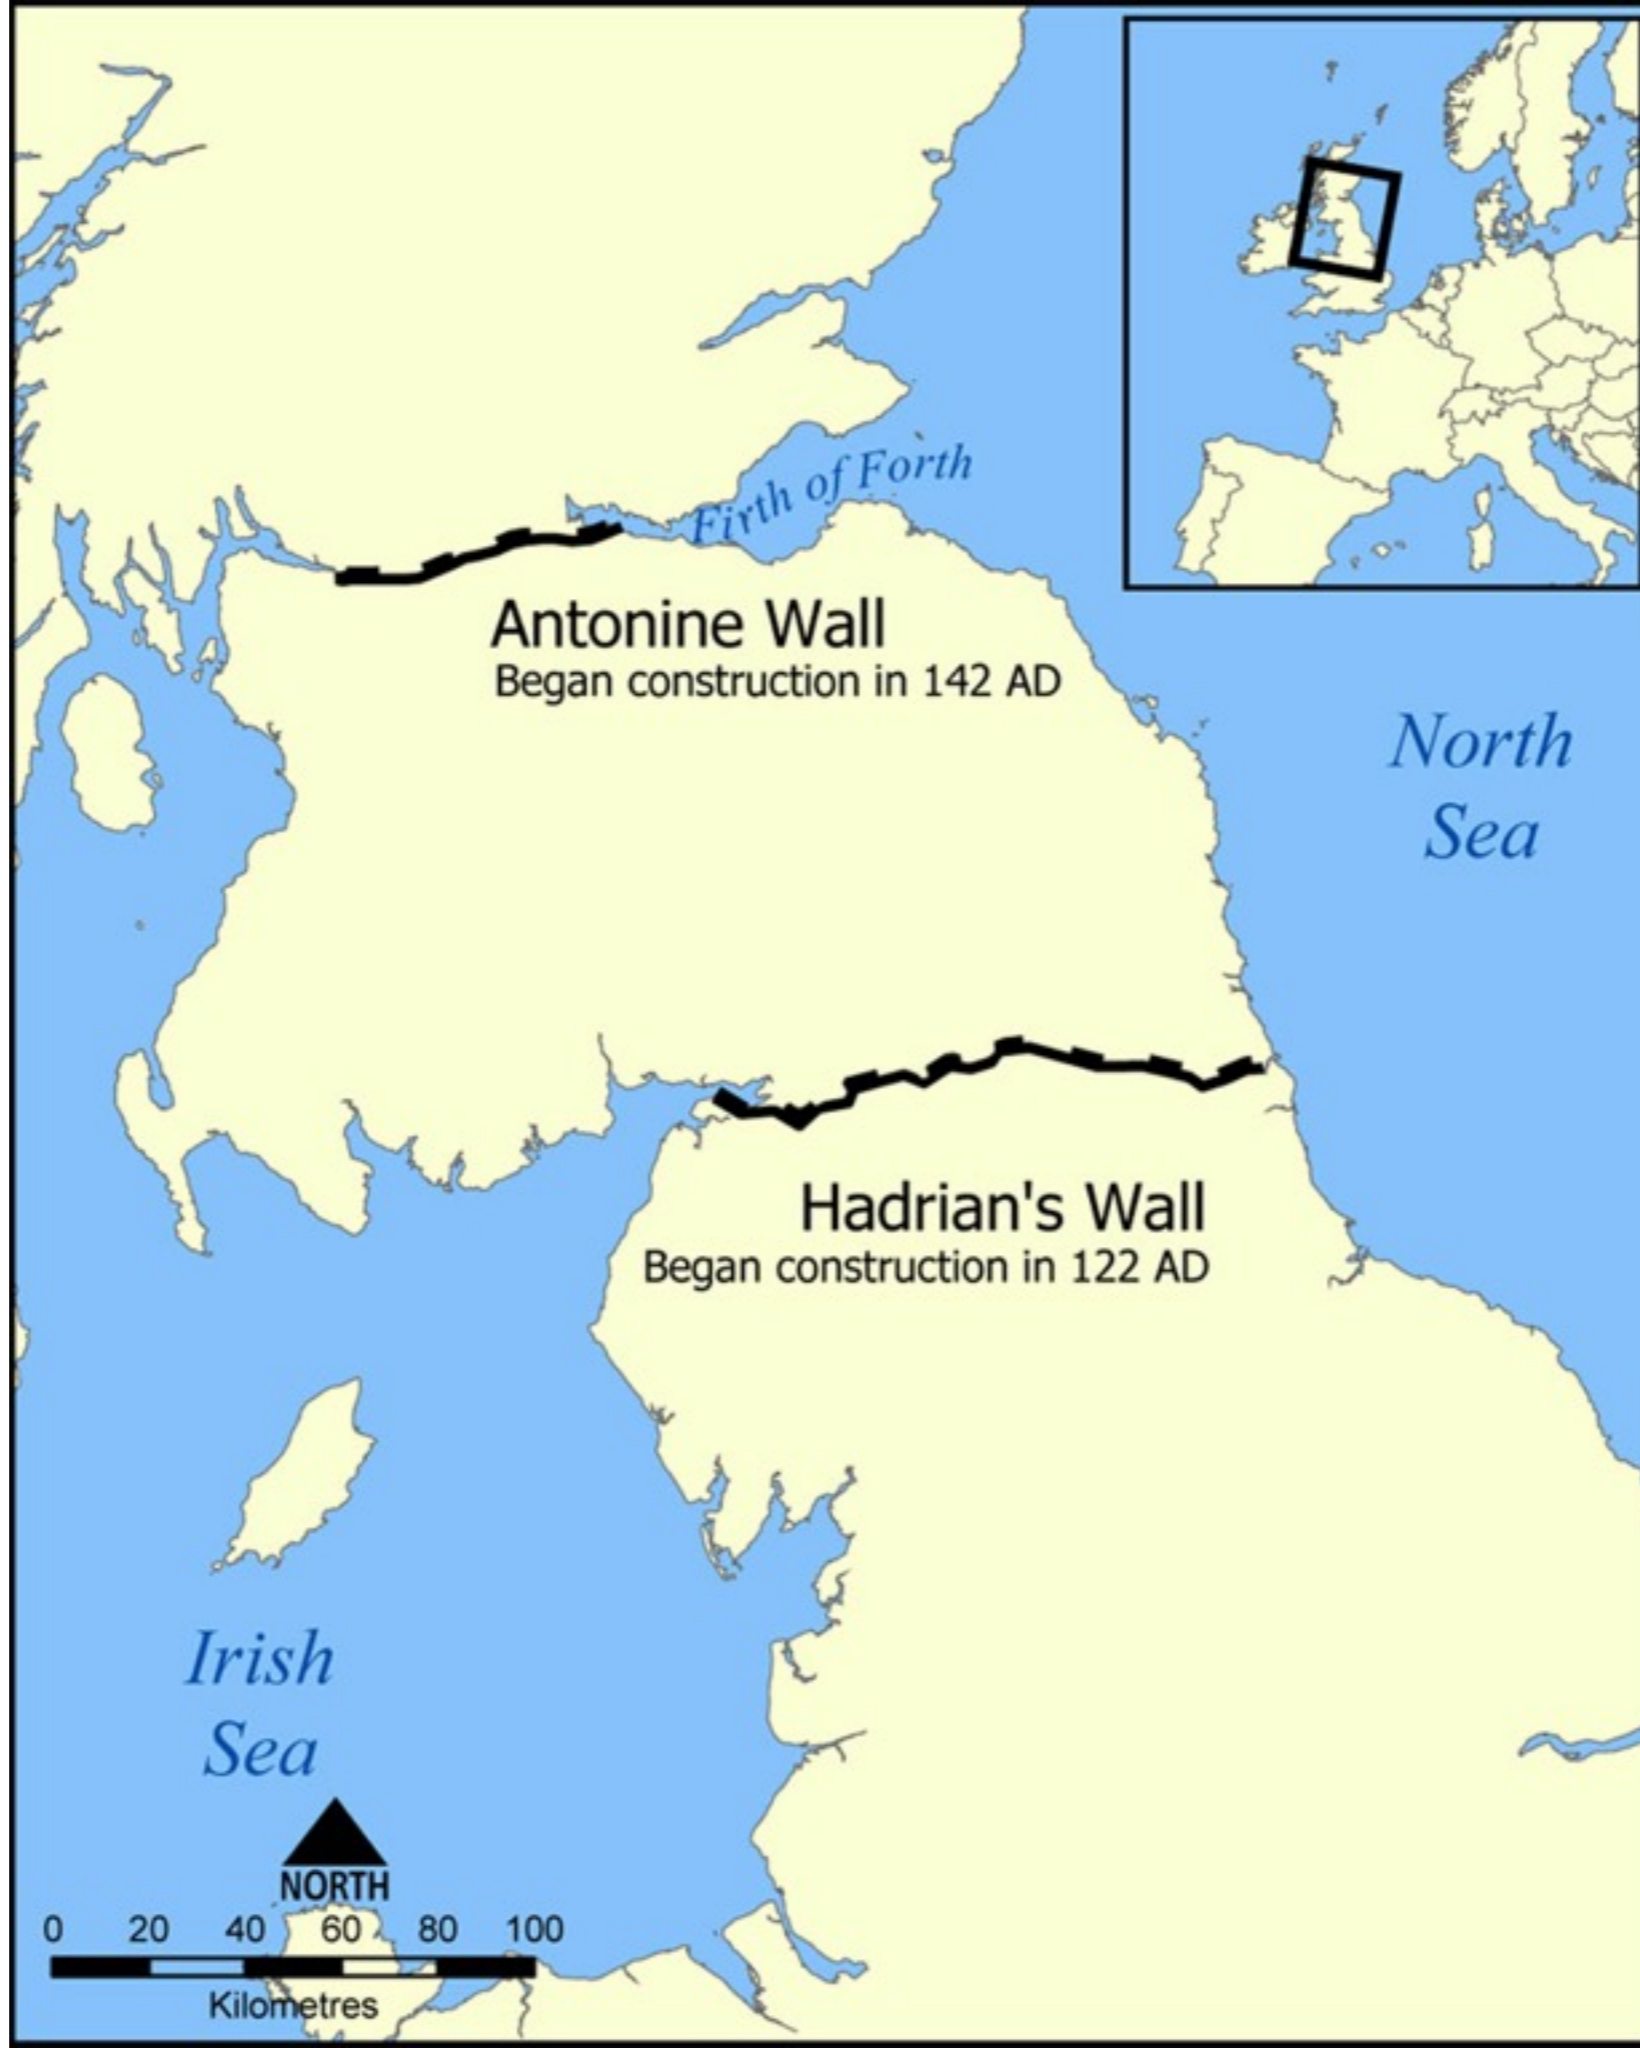 Firth of Forth
Antonine Wall
Began construction in 142 AD
North
Sea
Hadrian's Wall
Began construction in 122 AD
Irish
Sea
NORTH
0 20 40 60 80 100
Kilometres